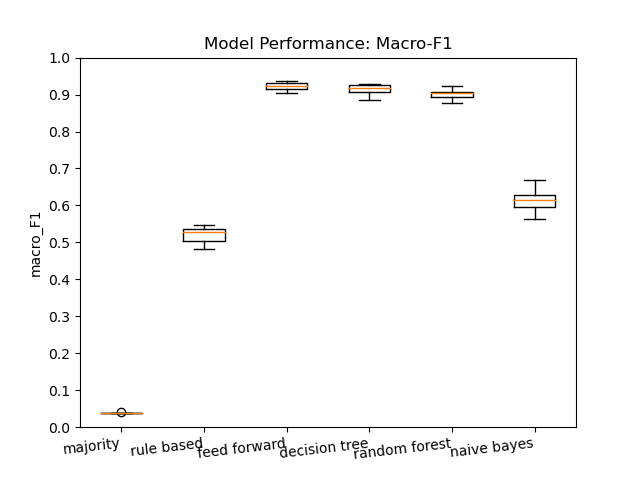 Model Performance: Macro-F1
macro_F1
1.0
0.9
0.8
0.7
0.6
0.5
0.4
0.3
0.2
0.1
0.0
majority
rule based
feed forward
decision tree
random forest
naive bayes